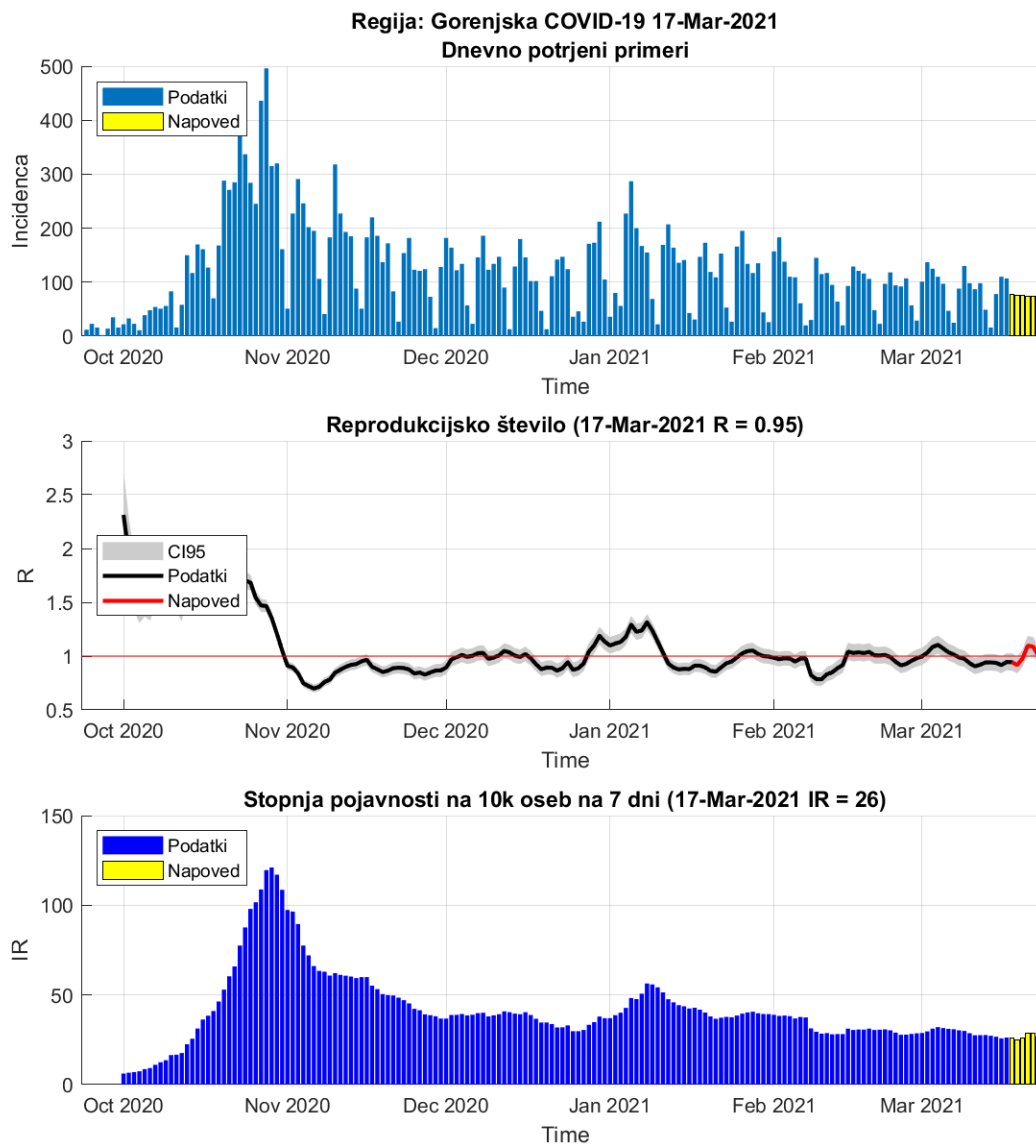 Regija: Gorenjska COVID-19 17-Mar-2021
Dnevno potrjeni primeri
500
400
300
200
100
0
Incidenca
Podatki
Napoved
Oct 2020 Nov 2020 Dec 2020 Jan 2021 Feb 2021 Mar 2021
Time
Reprodukcijsko število (17-Mar-2021 R = 0.95)
3
2.5
2
1.5
1
0.5
R
CI95
Podatki
Napoved
Oct 2020 Nov 2020 Dec 2020 Jan 2021 Feb 2021 Mar 2021
Time
Stopnja pojavnosti na 10k oseb na 7 dni (17-Mar-2021 IR = 26)
150
100
50
0
IR
Podatki
Napoved
Oct 2020 Nov 2020 Dec 2020 Jan 2021 Feb 2021 Mar 2021
Time